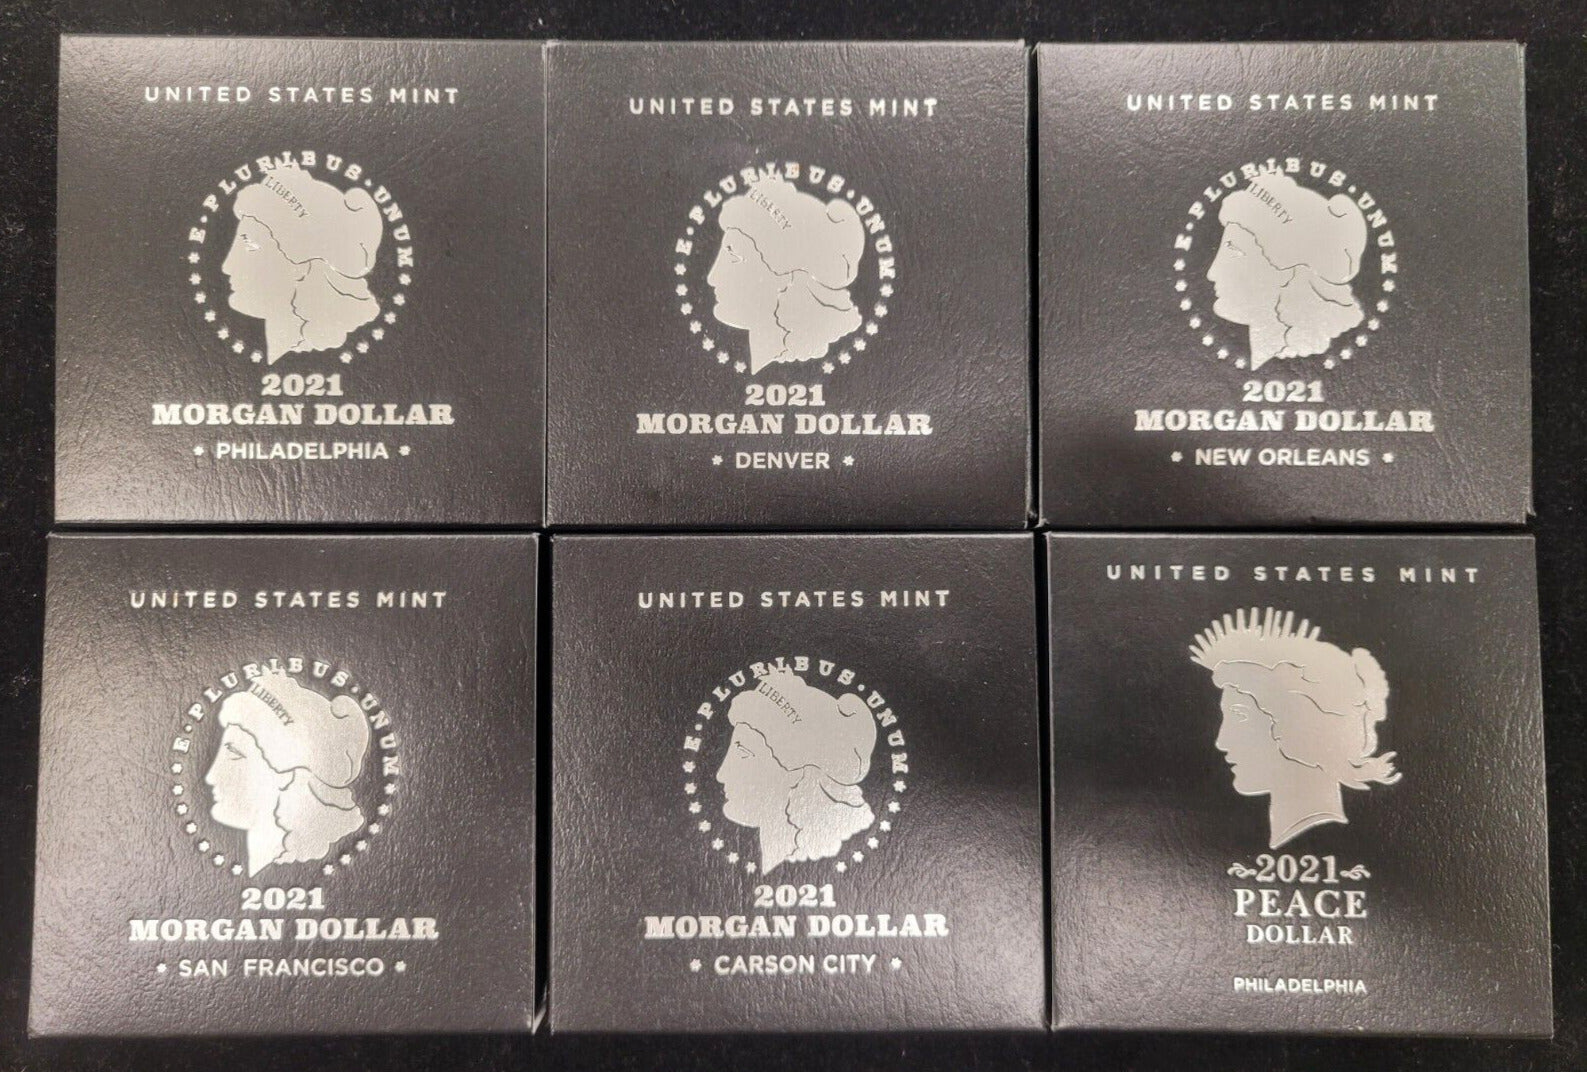 UNITED STATES MINT
E · PLURIBUS · UNUM
LIBERTY
2021
MORGAN DOLLAR
* PHILADELPHIA *
UNITED STATES MINT
E · PLURIBUS · UNUM
LIBERTY
2021
MORGAN DOLLAR
* DENVER *
UNITED STATES MINT
E · PLURIBUS · UNUM
LIBERTY
2021
MORGAN DOLLAR
* NEW ORLEANS *
UNITED STATES MINT
E · PLURIBUS · UNUM
LIBERTY
2021
MORGAN DOLLAR
* SAN FRANCISCO *
UNITED STATES MINT
E · PLURIBUS · UNUM
LIBERTY
2021
MORGAN DOLLAR
* CARSON CITY *
UNITED STATES MINT
2021
PEACE
DOLLAR
PHILADELPHIA